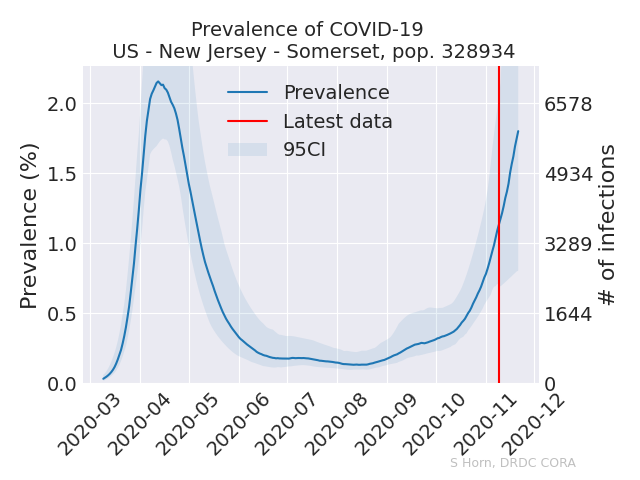 Prevalence of COVID-19
US - New Jersey - Somerset, pop. 328934
Prevalence (%)
2.0
1.5
1.0
0.5
0.0
Prevalence
Latest data
95CI
6578
4934
3289
1644
0
# of infections
2020-03
2020-04
2020-05
2020-06
2020-07
2020-08
2020-09
2020-10
2020-11
2020-12
S Horn, DRDC CORA